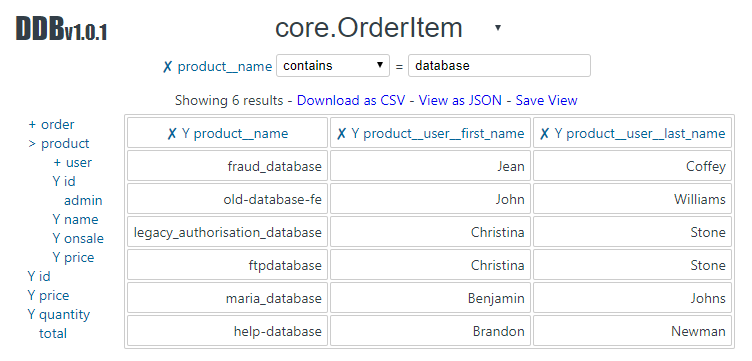 DDBv1.0.1
core.OrderItem ▾
✗ product__name contains = database
Showing 6 results - Download as CSV - View as JSON - Save View
+ order
> product
+ user
Y id
admin
Y name
Y onsale
Y price
Y id
Y price
Y quantity
total
✗ Y product__name ✗ Y product__user__first_name ✗ Y product__user__last_name
fraud_database Jean Coffey
old-database-fe John Williams
legacy_authorisation_database Christina Stone
ftpdatabase Christina Stone
maria_database Benjamin Johns
help-database Brandon Newman